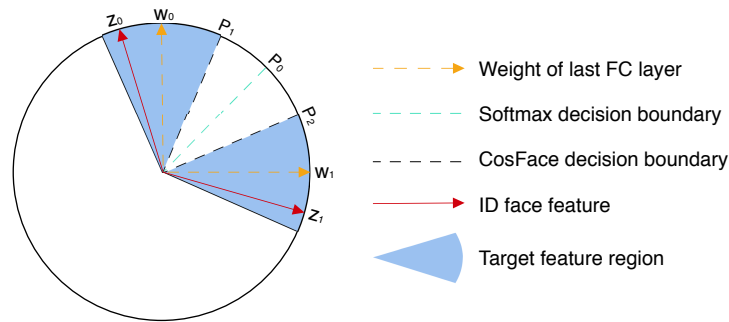 Z₀
W₀
P₁
P₀
P₂
W₁
Z₁
Weight of last FC layer
Softmax decision boundary
CosFace decision boundary
ID face feature
Target feature region